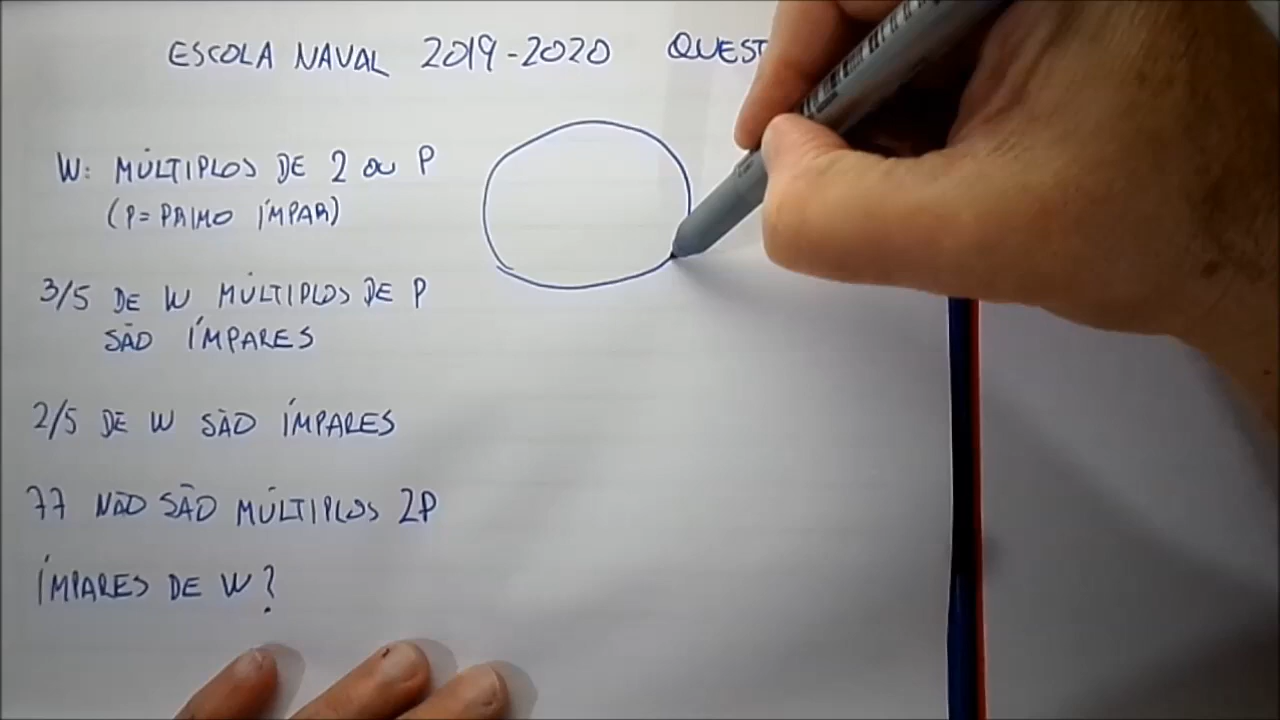 ESCOLA NAVAL 2019-2020 QUEST
W: MÚLTIPLOS DE 2 OU P
(P= PRIMO ÍMPAR)
3/5 DE W MÚLTIPLOS DE P
SÃO ÍMPARES
2/5 DE W SÃO ÍMPARES
77 NÃO SÃO MÚLTIPLOS 2P
ÍMPARES DE W?